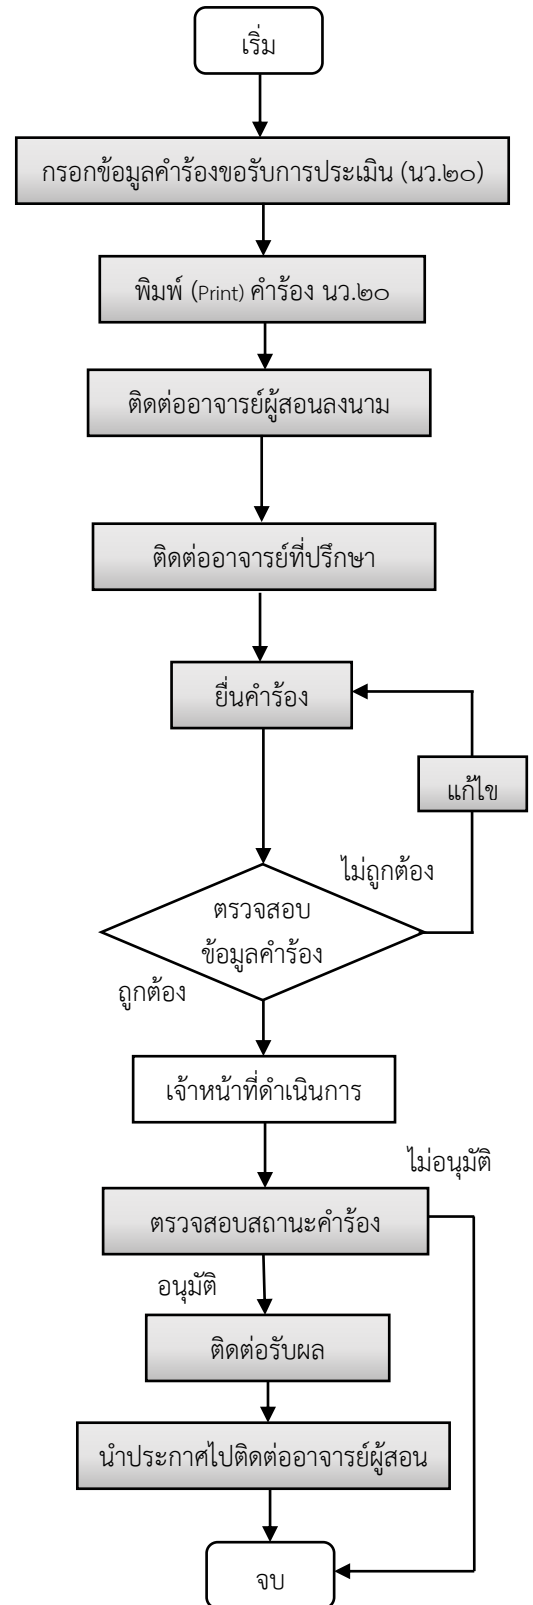 เริ่ม
กรอกข้อมูลคำร้องขอรับการประเมิน (นว.๒๐)
พิมพ์ (Print) คำร้อง นว.๒๐
ติดต่ออาจารย์ผู้สอนลงนาม
ติดต่ออาจารย์ที่ปรึกษา
ยื่นคำร้อง
แก้ไข
ไม่ถูกต้อง
ตรวจสอบ
ข้อมูลคำร้อง
ถูกต้อง
เจ้าหน้าที่ดำเนินการ
ไม่อนุมัติ
ตรวจสอบสถานะคำร้อง
อนุมัติ
ติดต่อรับผล
นำประกาศไปติดต่ออาจารย์ผู้สอน
จบ